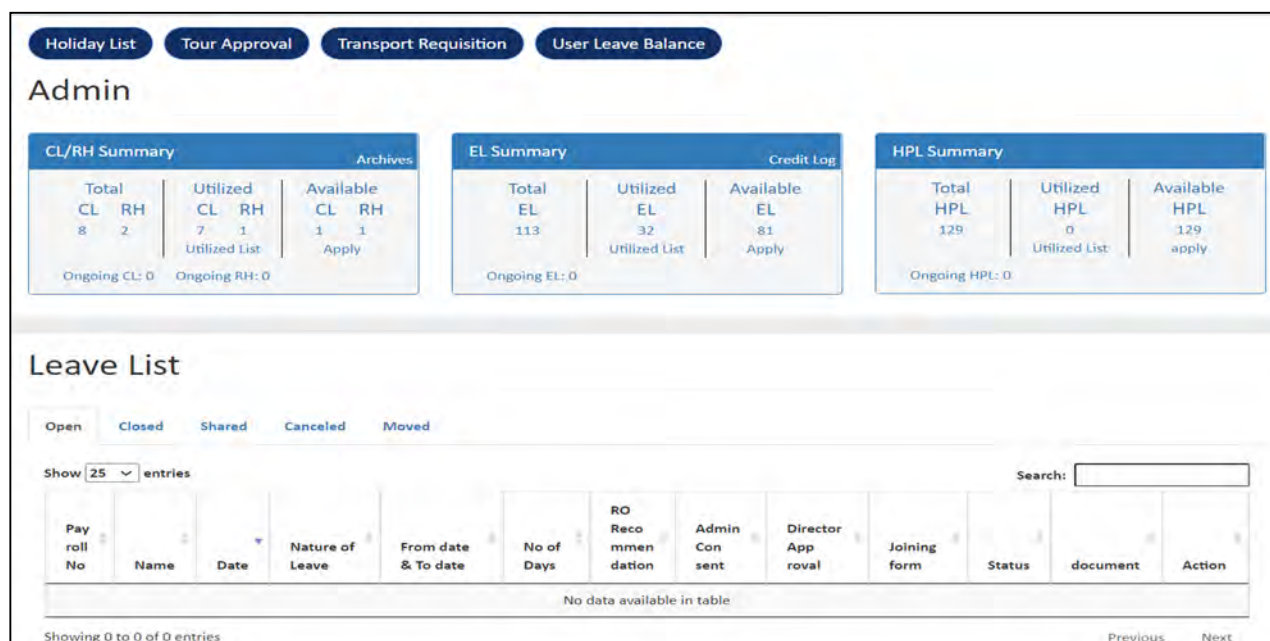 Holiday List Tour Approval Transport Requisition User Leave Balance
Admin
CL/RH Summary Archives
Total Utilized Available
CL RH CL RH CL RH
8 2 7 1 1 1
Utilized List Apply
Ongoing CL: 0 Ongoing RH: 0
EL Summary Credit Log
Total Utilized Available
EL EL EL
113 32 81
Utilized List Apply
Ongoing EL: 0
HPL Summary
Total Utilized Available
HPL HPL HPL
129 0 129
Utilized List apply
Ongoing HPL: 0
Leave List
Open Closed Shared Canceled Moved
Show 25 entries Search:
Pay roll No Name Date Nature of Leave From date & To date No of Days RO Reco mmen dation Admin Con sent Director App roval Joining form Status document Action
No data available in table
Showing 0 to 0 of 0 entries Previous Next